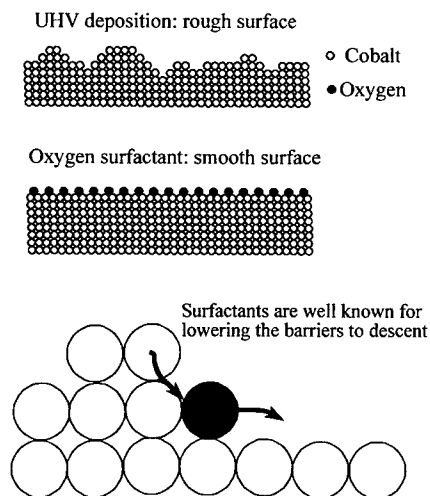 UHV deposition: rough surface
Cobalt
Oxygen
Oxygen surfactant: smooth surface
Surfactants are well known for
lowering the barriers to descent